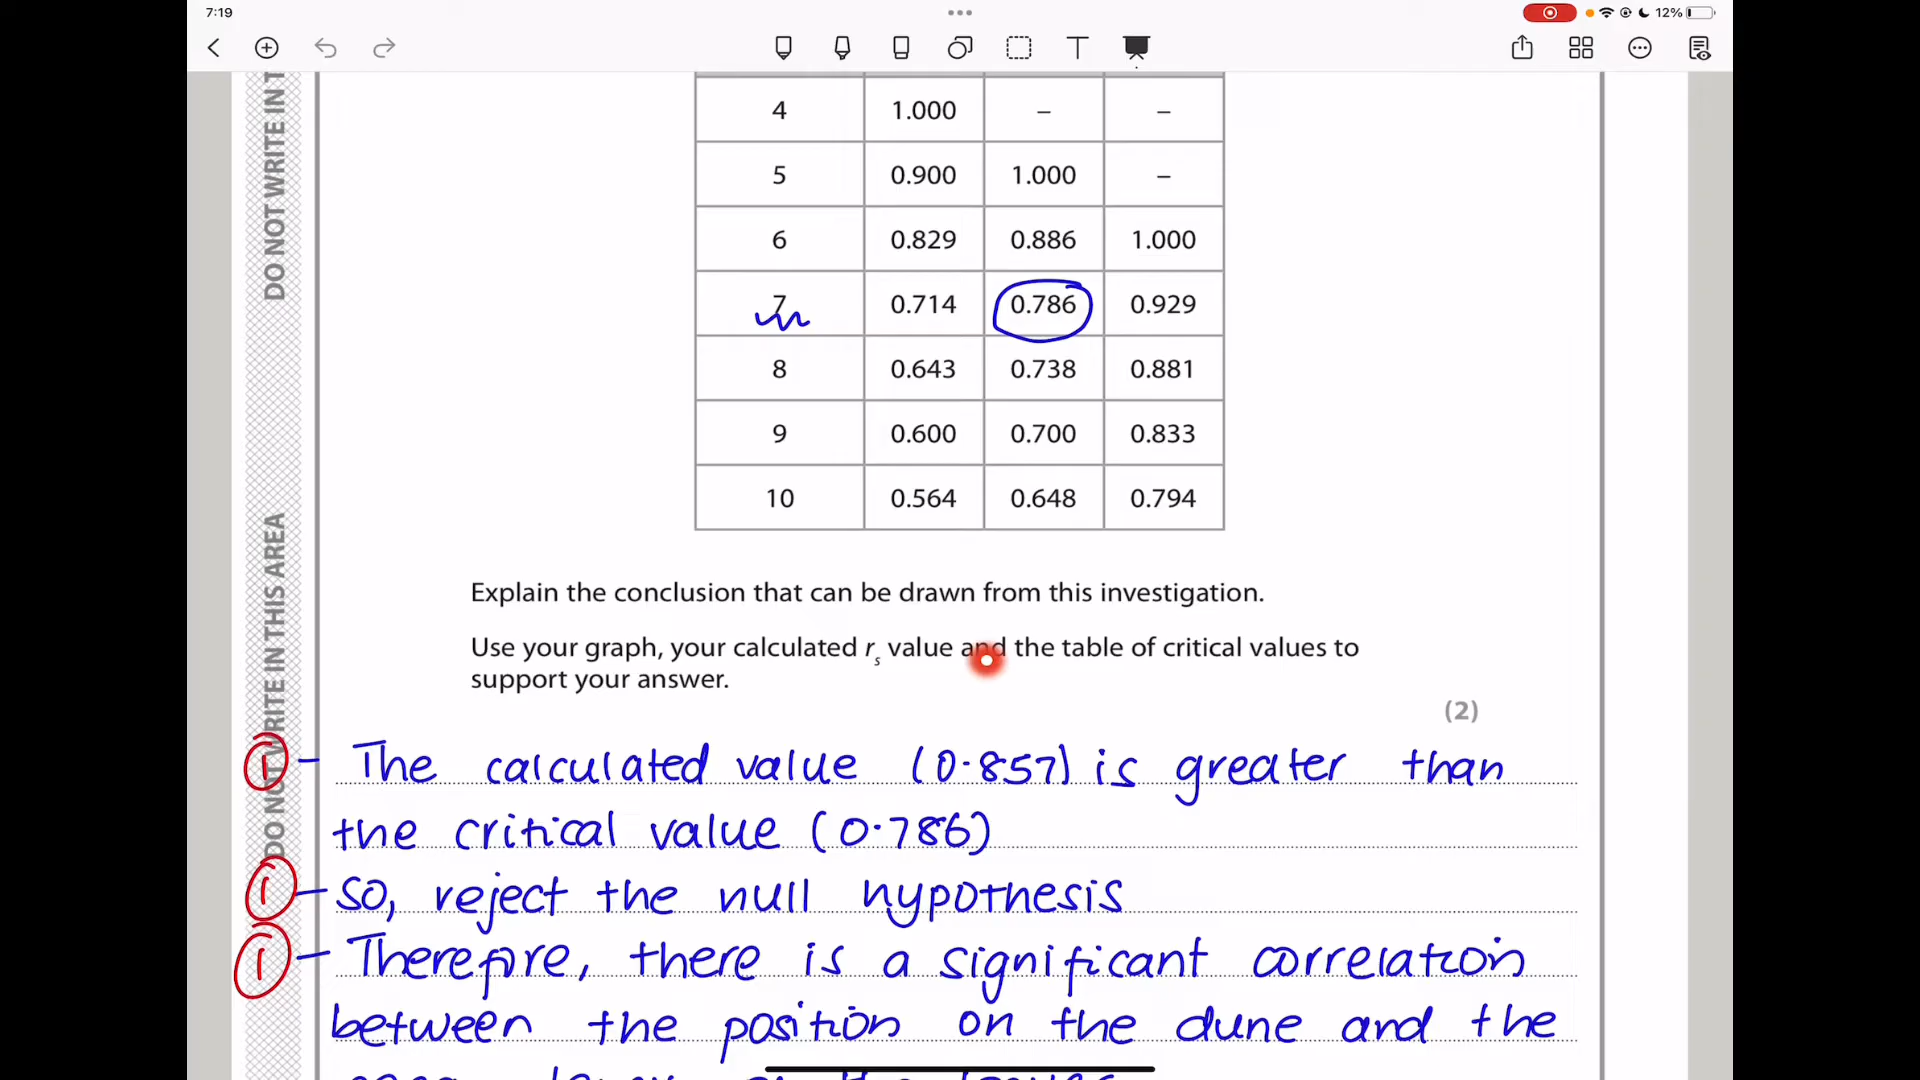 7:19
12%
4 1.000 – –
5 0.900 1.000 –
6 0.829 0.886 1.000
7 0.714 0.786 0.929
8 0.643 0.738 0.881
9 0.600 0.700 0.833
10 0.564 0.648 0.794
DO NOT WRITE IN T
DO NOT WRITE IN THIS AREA
Explain the conclusion that can be drawn from this investigation.
Use your graph, your calculated rs value and the table of critical values to
support your answer.
(2)
① – The calculated value (0.857) is greater than
the critical value (0.786)
① – so, reject the null hypothesis
① – Therefore, there is a significant correlation
between the position on the dune and the